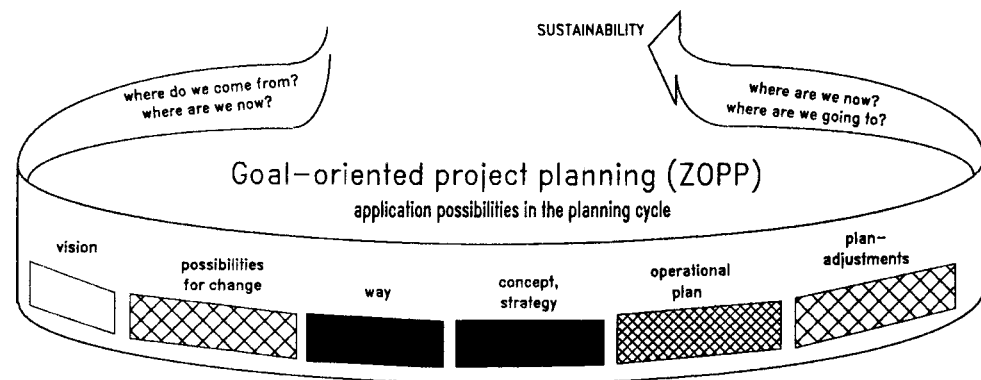 SUSTAINABILITY
where do we come from?
where are we now?
where are we now?
where are we going to?
Goal-oriented project planning (ZOPP)
application possibilities in the planning cycle
vision
possibilities
for change
way
concept,
strategy
operational
plan
plan-
adjustments